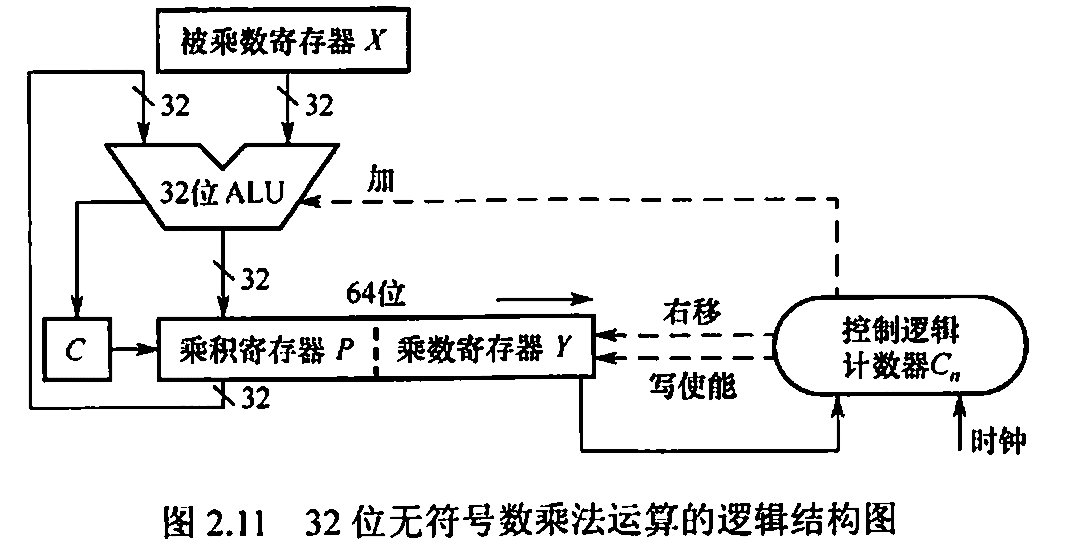 被乘数寄存器 X
32
32
32位 ALU
加
32
64位
C
乘积寄存器 P
乘数寄存器 Y
右移
写使能
控制逻辑
计数器Cₙ
32
时钟
图 2.11 32 位无符号数乘法运算的逻辑结构图